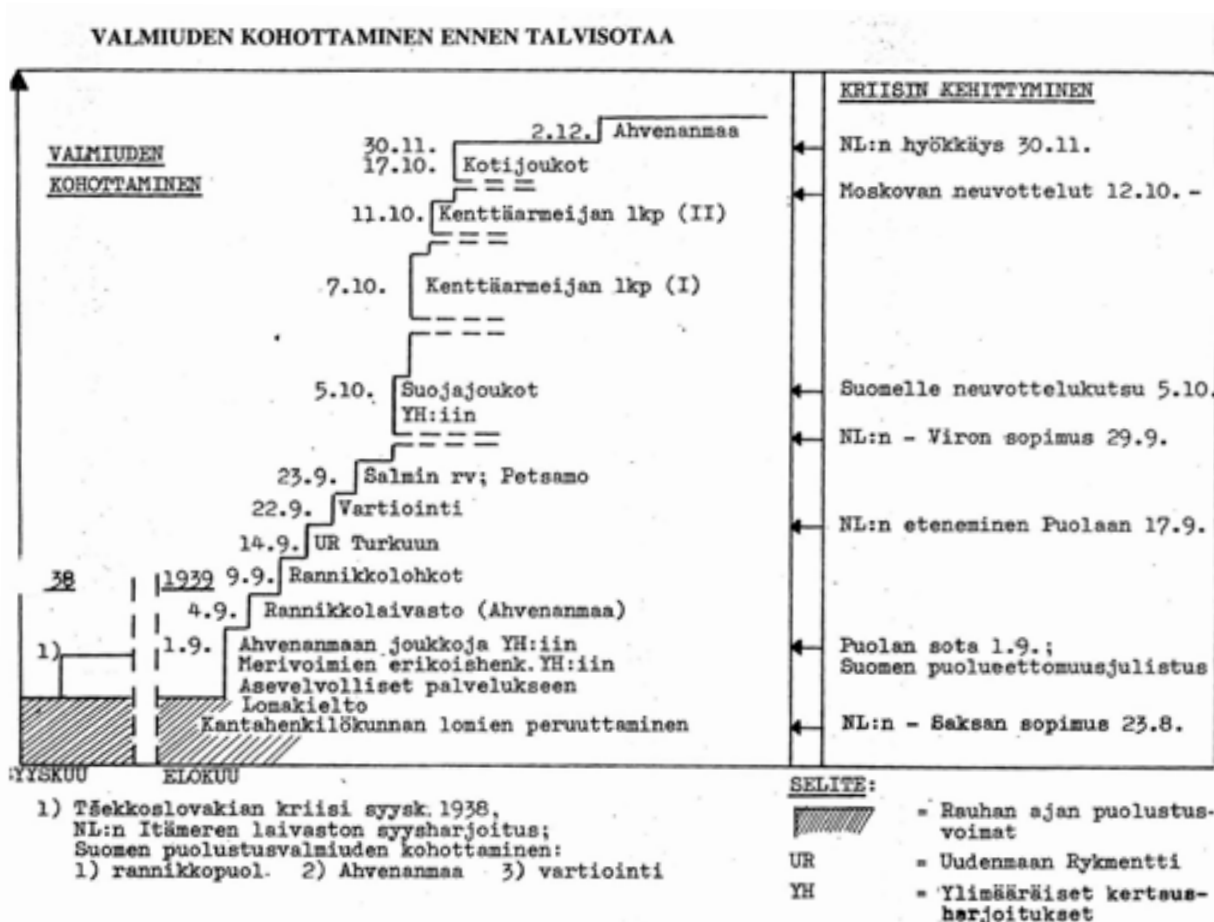 VALMIUDEN KOHOTTAMINEN ENNEN TALVISOTAA
VALMIUDEN
KOHOTTAMINEN
2.12. Ahvenanmaa
30.11.
17.10. Kotijoukot
11.10. Kenttäarmeijan lkp (II)
7.10. Kenttäarmeijan lkp (I)
5.10. Suojajoukot
YH:iin
23.9. Salmin rv; Petsamo
22.9. Vartiointi
14.9. UR Turkuun
38
1939 9.9. Rannikkolohkot
4.9. Rannikkolaivasto (Ahvenanmaa)
1)
1.9. Ahvenanmaan joukkoja YH:iin
Merivoimien erikoishenk. YH:iin
Asevelvolliset palvelukseen
Lomakielto
Kantahenkilökunnan lomien peruuttaminen
YYSKUU ELOKUU
KRIISIN KEHITTYMINEN
NL:n hyökkäys 30.11.
Moskovan neuvottelut 12.10. -
Suomelle neuvottelukutsu 5.10.
NL:n - Viron sopimus 29.9.
NL:n eteneminen Puolaan 17.9.
Puolan sota 1.9.;
Suomen puolueettomuusjulistus
NL:n - Saksan sopimus 23.8.
1) Tšekkoslovakian kriisi syysk. 1938,
NL:n Itämeren laivaston syysharjoitus;
Suomen puolustusvalmiuden kohottaminen:
1) rannikkopuol. 2) Ahvenanmaa 3) vartiointi
SELITE:
= Rauhan ajan puolustus-
voimat
UR = Uudenmaan Rykmentti
YH = Ylimääräiset kertaus-
harjoitukset